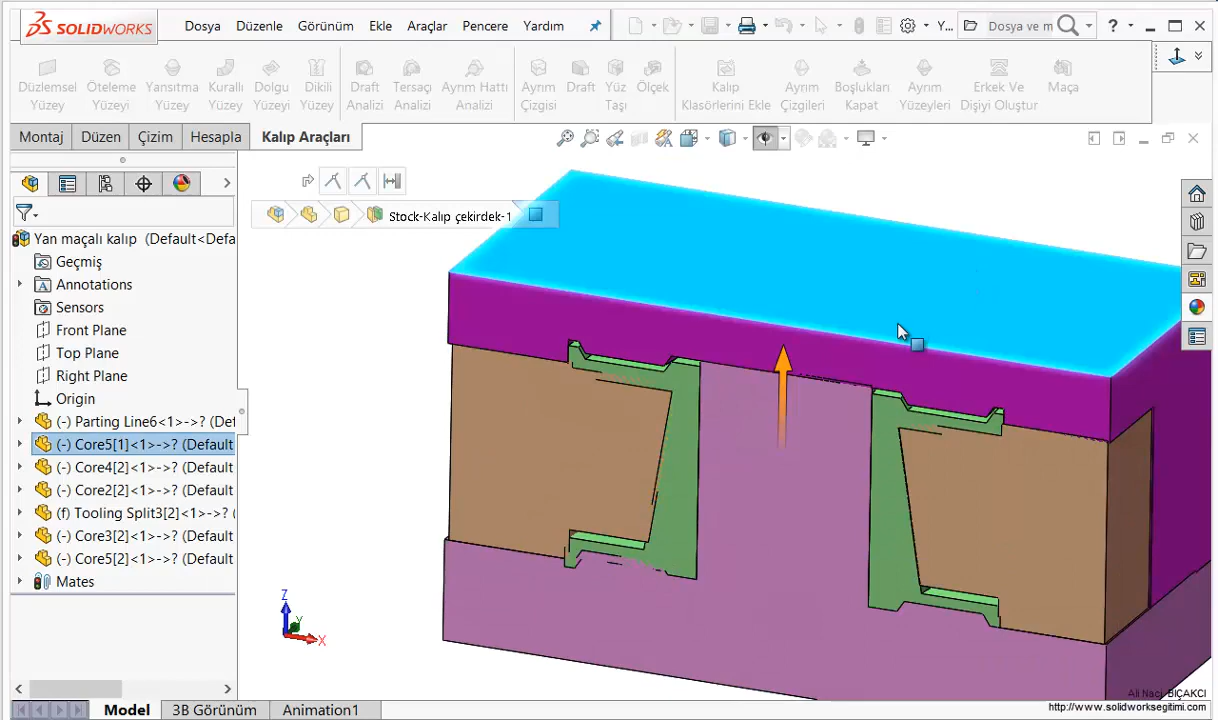 SOLIDWORKS Dosya Düzenle Görünüm Ekle Araçlar Pencere Yardım Y... Dosya ve m ?
Düzlemsel Yüzey
Öteleme Yüzeyi
Yansıtma Yüzey
Kurallı Yüzey
Dolgu Yüzeyi
Dikili Yüzey
Draft Analizi
Tersaçı Analizi
Ayrım Hattı Analizi
Ayrım Çizgisi
Draft
Yüz Taşı
Ölçek
Kalıp Klasörlerini Ekle
Ayrım Çizgileri
Boşlukları Kapat
Ayrım Yüzeyleri
Erkek Ve Dişiyi Oluştur
Maça
Montaj Düzen Çizim Hesapla Kalıp Araçları
Stock-Kalıp çekirdek-1
Yan maçalı kalıp (Default<Defa
Geçmiş
Annotations
Sensors
Front Plane
Top Plane
Right Plane
Origin
(-) Parting Line6<1>->? (Def
(-) Core5[1]<1>->? (Default
(-) Core4[2]<1>->? (Default
(-) Core2[2]<1>->? (Default
(f) Tooling Split3[2]<1>->? (
(-) Core3[2]<1>->? (Default
(-) Core5[2]<1>->? (Default
Mates
Z
Y
X
Ali Naci BIÇAKCI
http://www.solidworksegitimi.com
Model 3B Görünüm Animation1